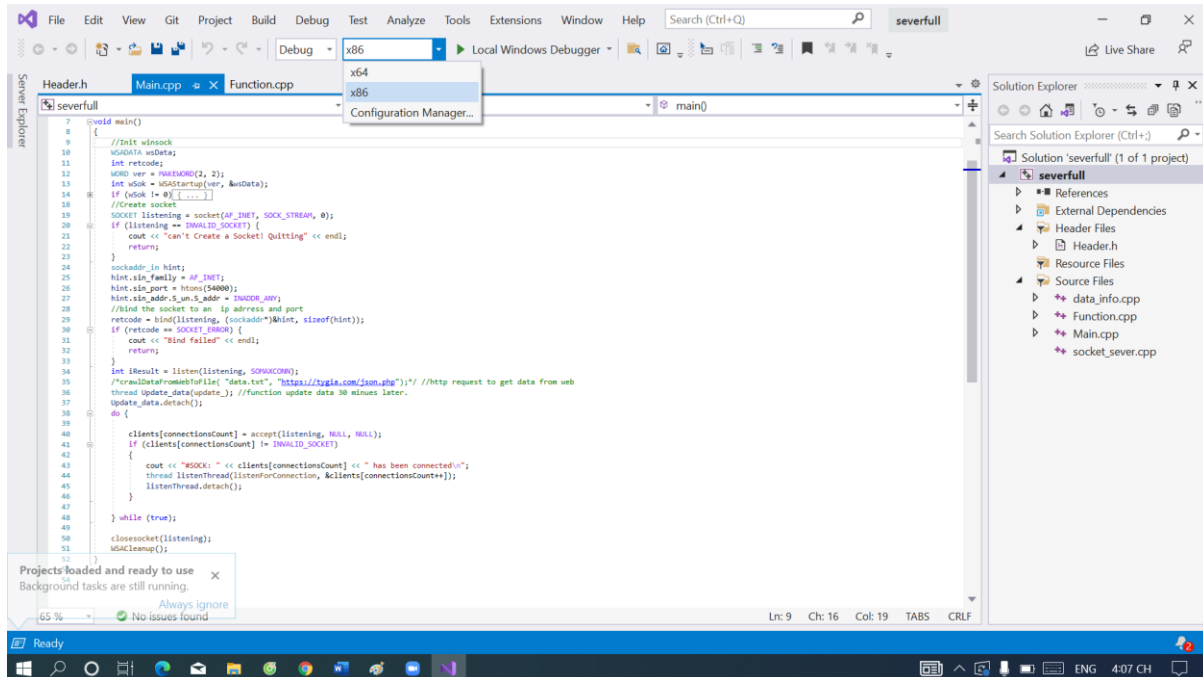 File Edit View Git Project Build Debug Test Analyze Tools Extensions Window Help Search (Ctrl+Q) severfull
Debug x86 Local Windows Debugger Live Share
x64
x86
Configuration Manager...
Server Explorer
Header.h Main.cpp Function.cpp
severfull main()
7 void main()
8 {
9 //Init winsock
10 WSADATA wsData;
11 int retcode;
12 WORD ver = MAKEWORD(2, 2);
13 int wSok = WSAStartup(ver, &wsData);
14 if (wSok != 0){ ... }
18 //Create socket
19 SOCKET listening = socket(AF_INET, SOCK_STREAM, 0);
20 if (listening == INVALID_SOCKET) {
21 cout << "can't Create a Socket! Quitting" << endl;
22 return;
23 }
24 sockaddr_in hint;
25 hint.sin_family = AF_INET;
26 hint.sin_port = htons(54000);
27 hint.sin_addr.S_un.S_addr = INADDR_ANY;
28 //bind the socket to an ip adrress and port
29 retcode = bind(listening, (sockaddr*)&hint, sizeof(hint));
30 if (retcode == SOCKET_ERROR) {
31 cout << "Bind failed" << endl;
32 return;
33 }
34 int iResult = listen(listening, SOMAXCONN);
35 /*crawlDataFromWebToFile( "data.txt", "https://tygia.com/json.php");*/ //http request to get data from web
36 thread Update_data(update_); //function update data 30 minues later.
37 Update_data.detach();
38 do {
39
40 clients[connectionsCount] = accept(listening, NULL, NULL);
41 if (clients[connectionsCount] != INVALID_SOCKET)
42 {
43 cout << "#SOCK: " << clients[connectionsCount] << " has been connected\n";
44 thread listenThread(listenForConnection, &clients[connectionsCount++]);
45 listenThread.detach();
46 }
47
48 } while (true);
49
50 closesocket(listening);
51 WSACleanup();
52 }
54
Projects loaded and ready to use
Background tasks are still running.
Always ignore
65 % No issues found Ln: 9 Ch: 16 Col: 19 TABS CRLF
Solution Explorer
Search Solution Explorer (Ctrl+;)
Solution 'severfull' (1 of 1 project)
severfull
References
External Dependencies
Header Files
Header.h
Resource Files
Source Files
data_info.cpp
Function.cpp
Main.cpp
socket_sever.cpp
Ready 2
ENG 4:07 CH